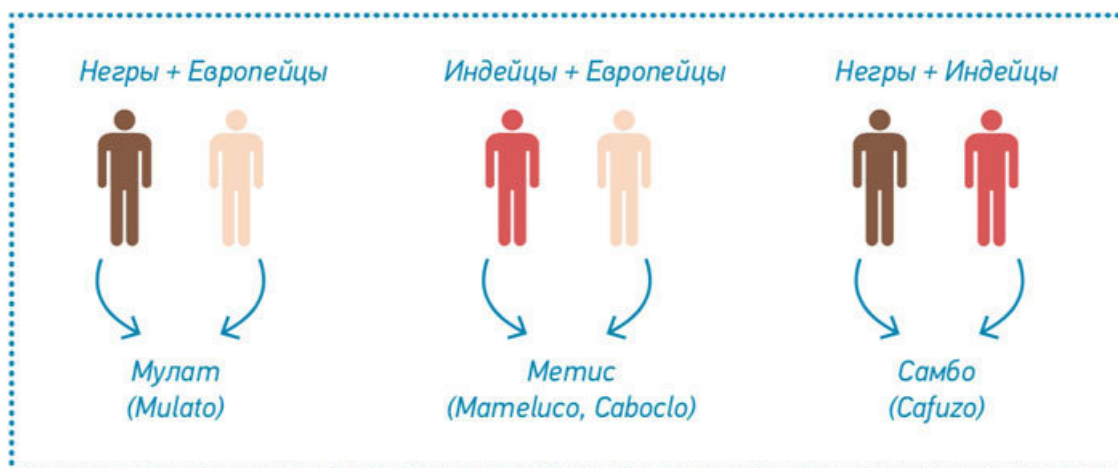 Негры + Европейцы
Индейцы + Европейцы
Негры + Индейцы
Мулат
(Mulato)
Метис
(Mameluco, Caboclo)
Самбо
(Cafuzo)